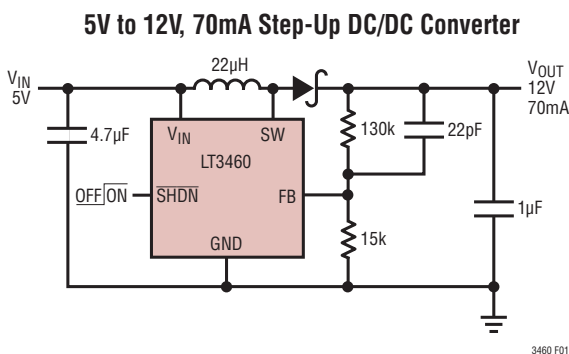 5V to 12V, 70mA Step-Up DC/DC Converter
22µH
VIN
5V
VOUT
12V
70mA
4.7µF
VIN
SW
130k
22pF
LT3460
OFF ON
SHDN
FB
1µF
15k
GND
3460 F01